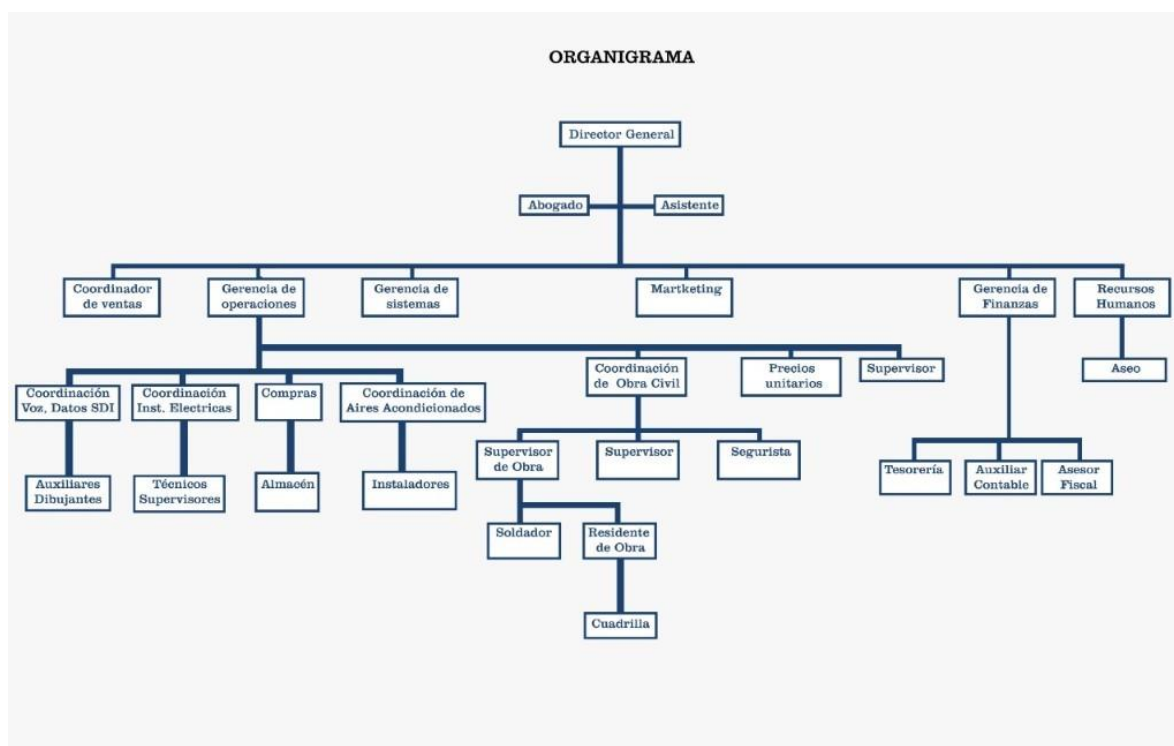 ORGANIGRAMA
Director General
Abogado
Asistente
Coordinador
de ventas
Gerencia de
operaciones
Gerencia de
sistemas
Martketing
Gerencia de
Finanzas
Recursos
Humanos
Coordinación
de Obra Civil
Precios
unitarios
Supervisor
Aseo
Coordinación
Voz, Datos SDI
Coordinación
Inst. Electricas
Compras
Coordinación de
Aires Acondicionados
Supervisor
de Obra
Supervisor
Segurista
Tesorería
Auxiliar
Contable
Asesor
Fiscal
Auxiliares
Dibujantes
Técnicos
Supervisores
Almacén
Instaladores
Soldador
Residente
de Obra
Cuadrilla